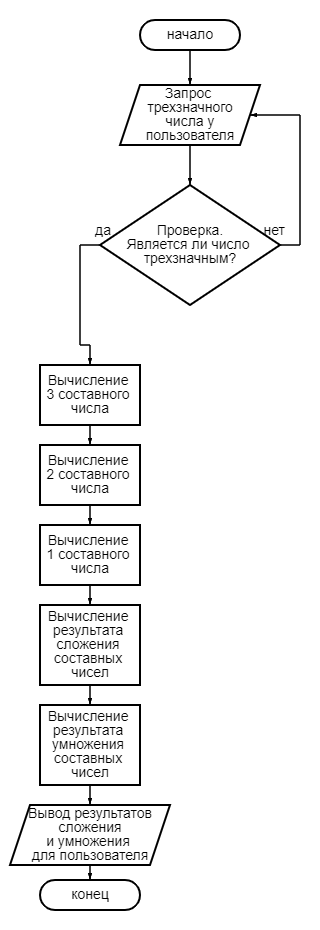 начало
Запрос
трехзначного
числа у
пользователя
да
Проверка.
Является ли число
трехзначным?
нет
Вычисление
3 составного
числа
Вычисление
2 составного
числа
Вычисление
1 составного
числа
Вычисление
результата
сложения
составных
чисел
Вычисление
результата
умножения
составных
чисел
Вывод результатов
сложения
и умножения
для пользователя
конец